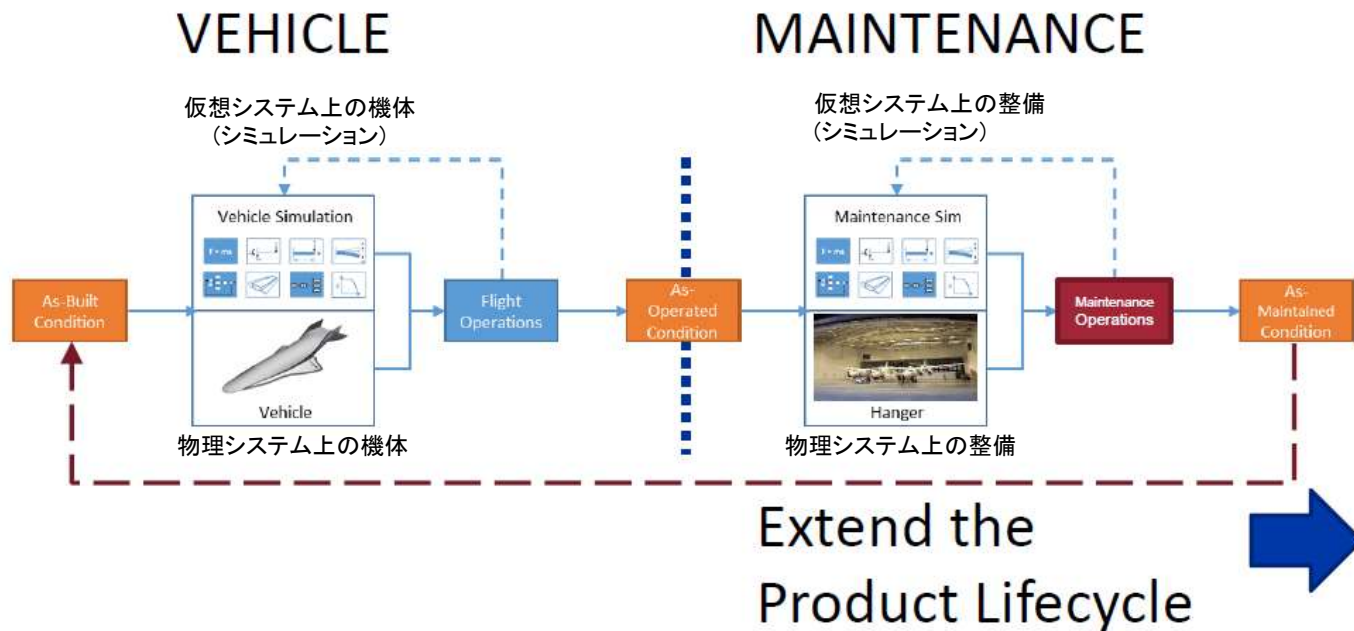 VEHICLE
MAINTENANCE
仮想システム上の機体
(シミュレーション)
仮想システム上の整備
(シミュレーション)
Vehicle Simulation
Maintenance Sim
As-Built
Condition
Flight
Operations
As-
Operated
Condition
Maintenance
Operations
As-
Maintained
Condition
Vehicle
Hanger
物理システム上の機体
物理システム上の整備
Extend the
Product Lifecycle